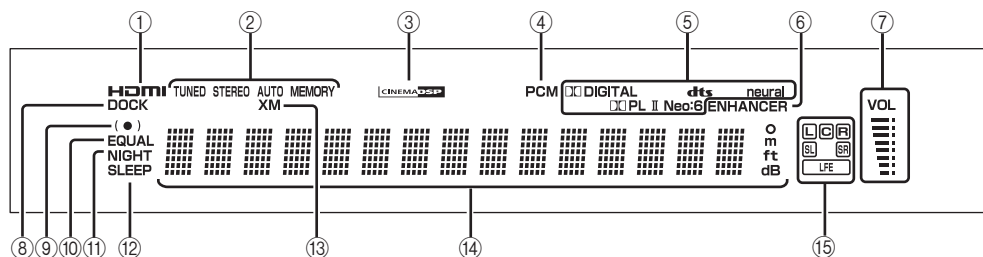 ① ② ③ ④ ⑤ ⑥ ⑦
HDMI TUNED STEREO AUTO MEMORY CINEMA DSP PCM DIGITAL dts neural VOL
DOCK XM PL II Neo:6 ENHANCER
( ● )
EQUAL
NIGHT
SLEEP
o
m
ft
dB
L C R
SL SR
LFE
⑧ ⑨ ⑩ ⑪ ⑫ ⑬ ⑭ ⑮